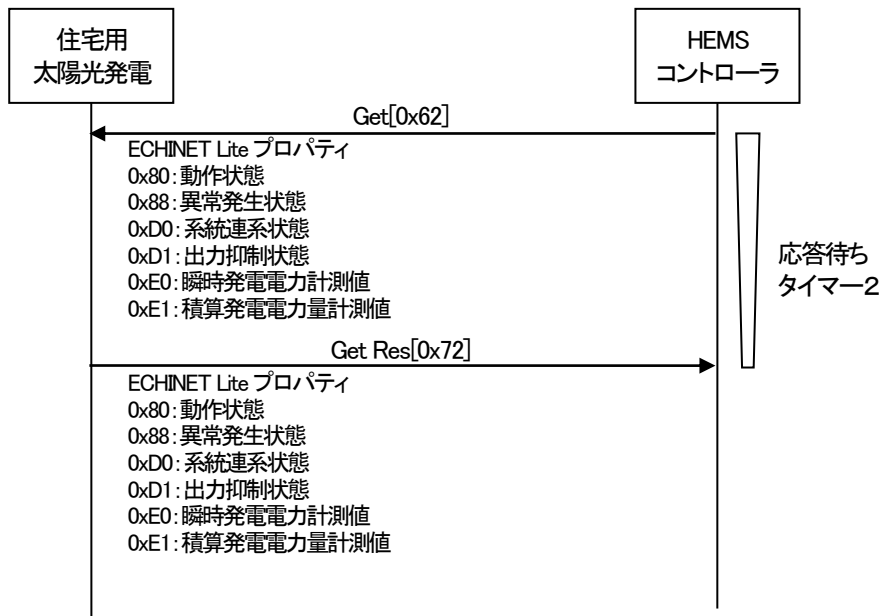 住宅用
太陽光発電
HEMS
コントローラ
Get[0x62]
ECHINET Lite プロパティ
0x80：動作状態
0x88：異常発生状態
0xD0：系統連系状態
0xD1：出力抑制状態
0xE0：瞬時発電電力計測値
0xE1：積算発電電力量計測値
応答待ち
タイマー２
Get Res[0x72]
ECHINET Lite プロパティ
0x80：動作状態
0x88：異常発生状態
0xD0：系統連系状態
0xD1：出力抑制状態
0xE0：瞬時発電電力計測値
0xE1：積算発電電力量計測値